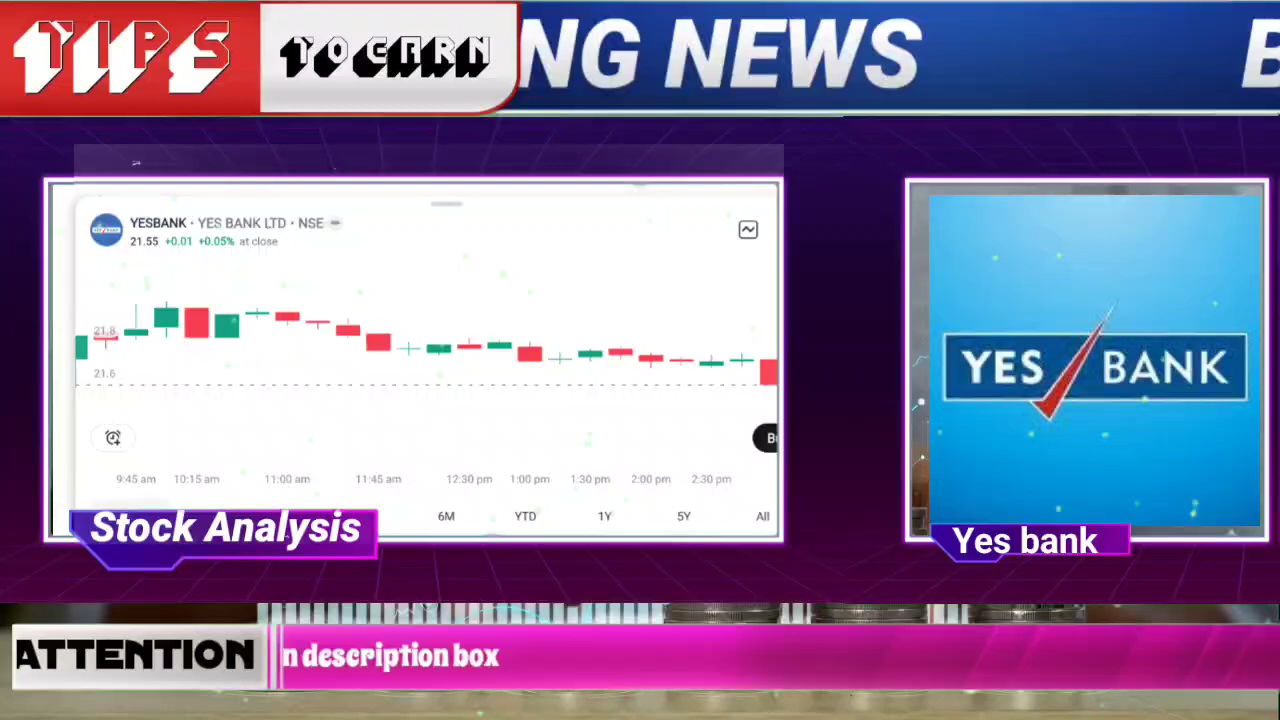 TIPS
TO EARN
NG NEWS
B
YESBANK · YES BANK LTD · NSE
21.55 +0.01 +0.05% at close
21.8
21.6
Bu
9:45 am 10:15 am 11:00 am 11:45 am 12:30 pm 1:00 pm 1:30 pm 2:00 pm 2:30 pm
6M YTD 1Y 5Y All
Stock Analysis
YES BANK
Yes bank
ATTENTION
n description box